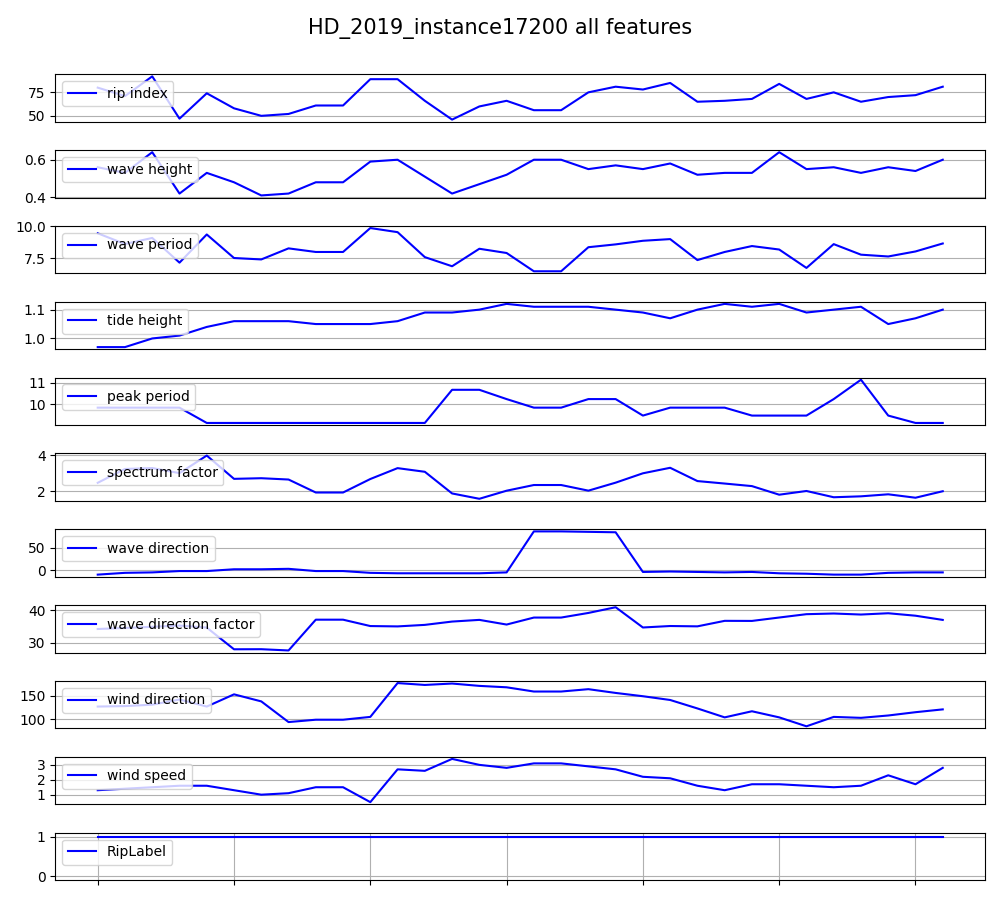 HD_2019_instance17200 all features
75
50
rip index
0.6
0.4
wave height
10.0
7.5
wave period
1.1
1.0
tide height
11
10
peak period
4
2
spectrum factor
50
0
wave direction
40
30
wave direction factor
150
100
wind direction
3
2
1
wind speed
1
0
RipLabel